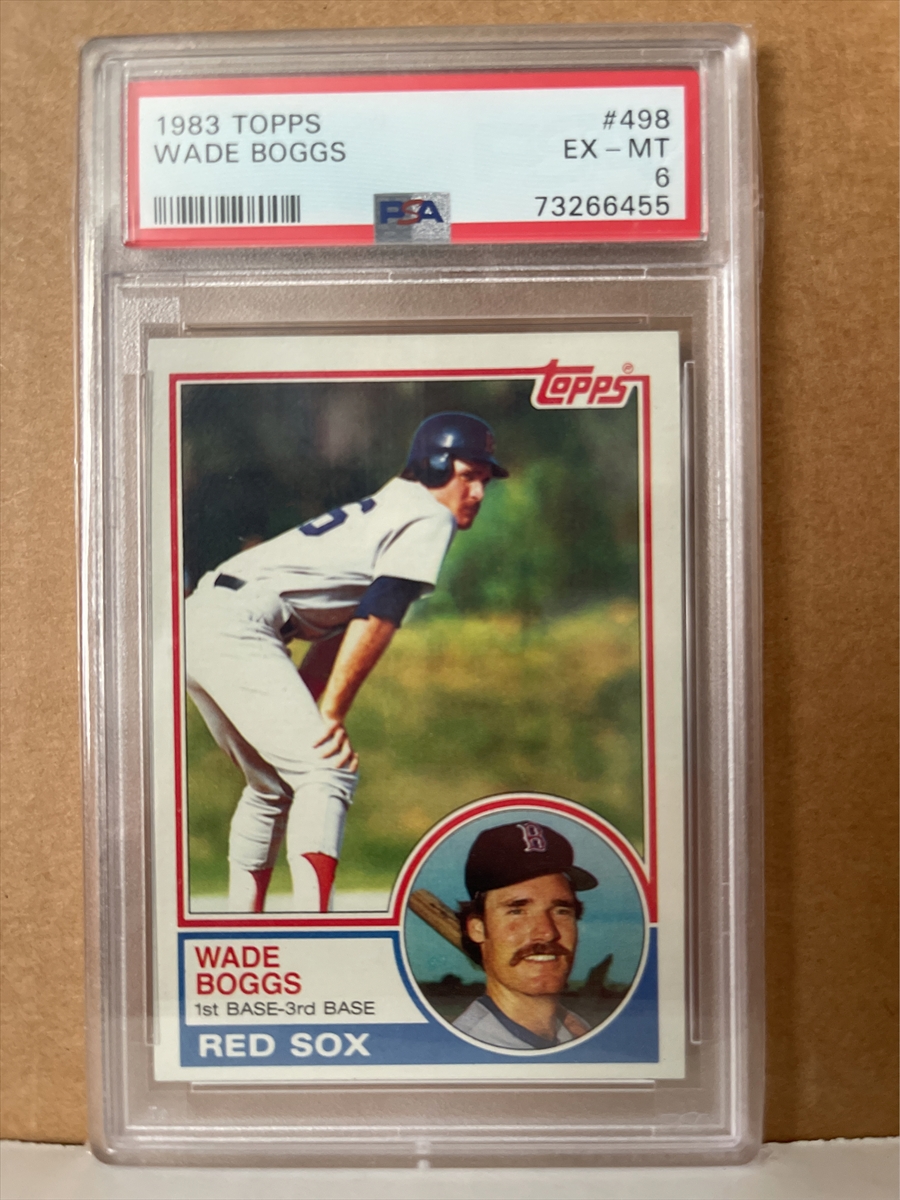 1983 TOPPS #498
WADE BOGGS EX - MT
6
PSA 73266455
TOPPS
6
B
WADE
BOGGS
1st BASE-3rd BASE
RED SOX